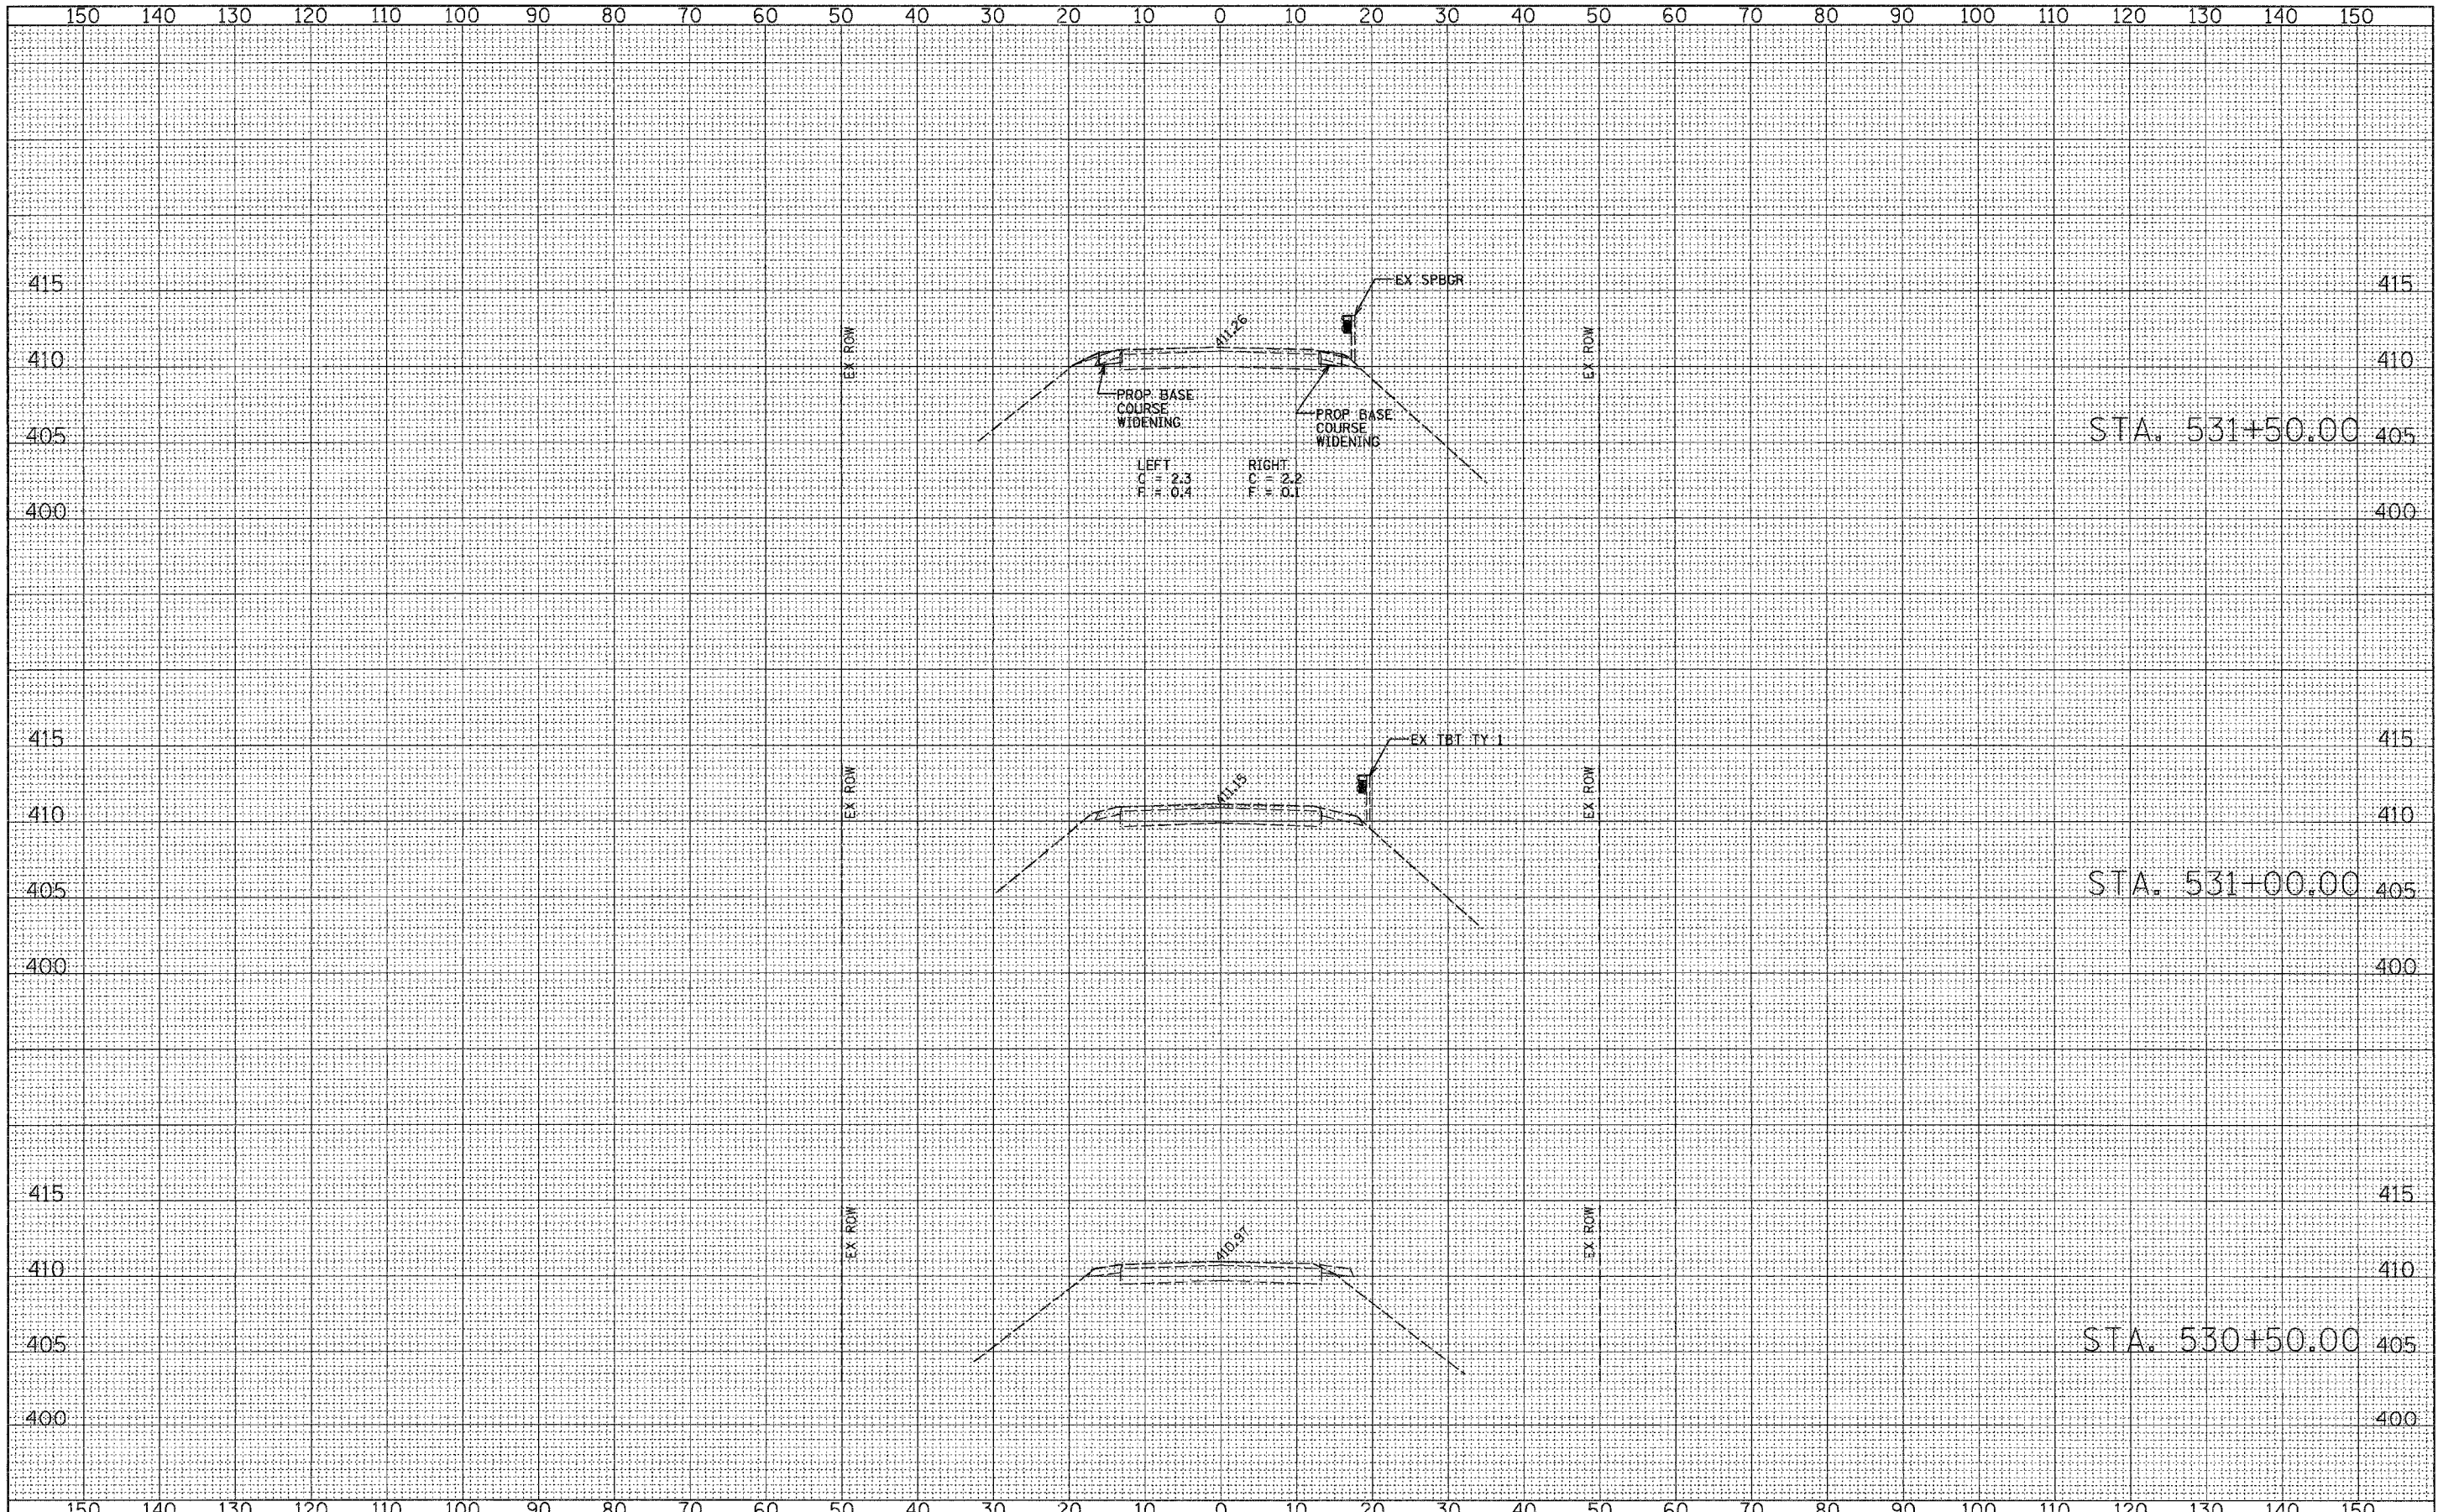 150 140 130 120 110 100 90 80 70 60 50 40 30 20 10 0 10 20 30 40 50 60 70 80 90 100 110 120 130 140 150
415 415
EX SPBGR
411.26
EX ROW EX ROW
410 410
PROP BASE
COURSE
WIDENING
PROP BASE
COURSE
WIDENING
STA. 531+50.00
405 405
LEFT
C = 2.3
F = 0.4
RIGHT
C = 2.2
F = 0.1
400 400
415 415
EX TBT TY 1
411.15
EX ROW EX ROW
410 410
STA. 531+00.00
405 405
400 400
415 415
EX ROW EX ROW
410.97
410 410
STA. 530+50.00
405 405
400 400
150 140 130 120 110 100 90 80 70 60 50 40 30 20 10 0 10 20 30 40 50 60 70 80 90 100 110 120 130 140 150